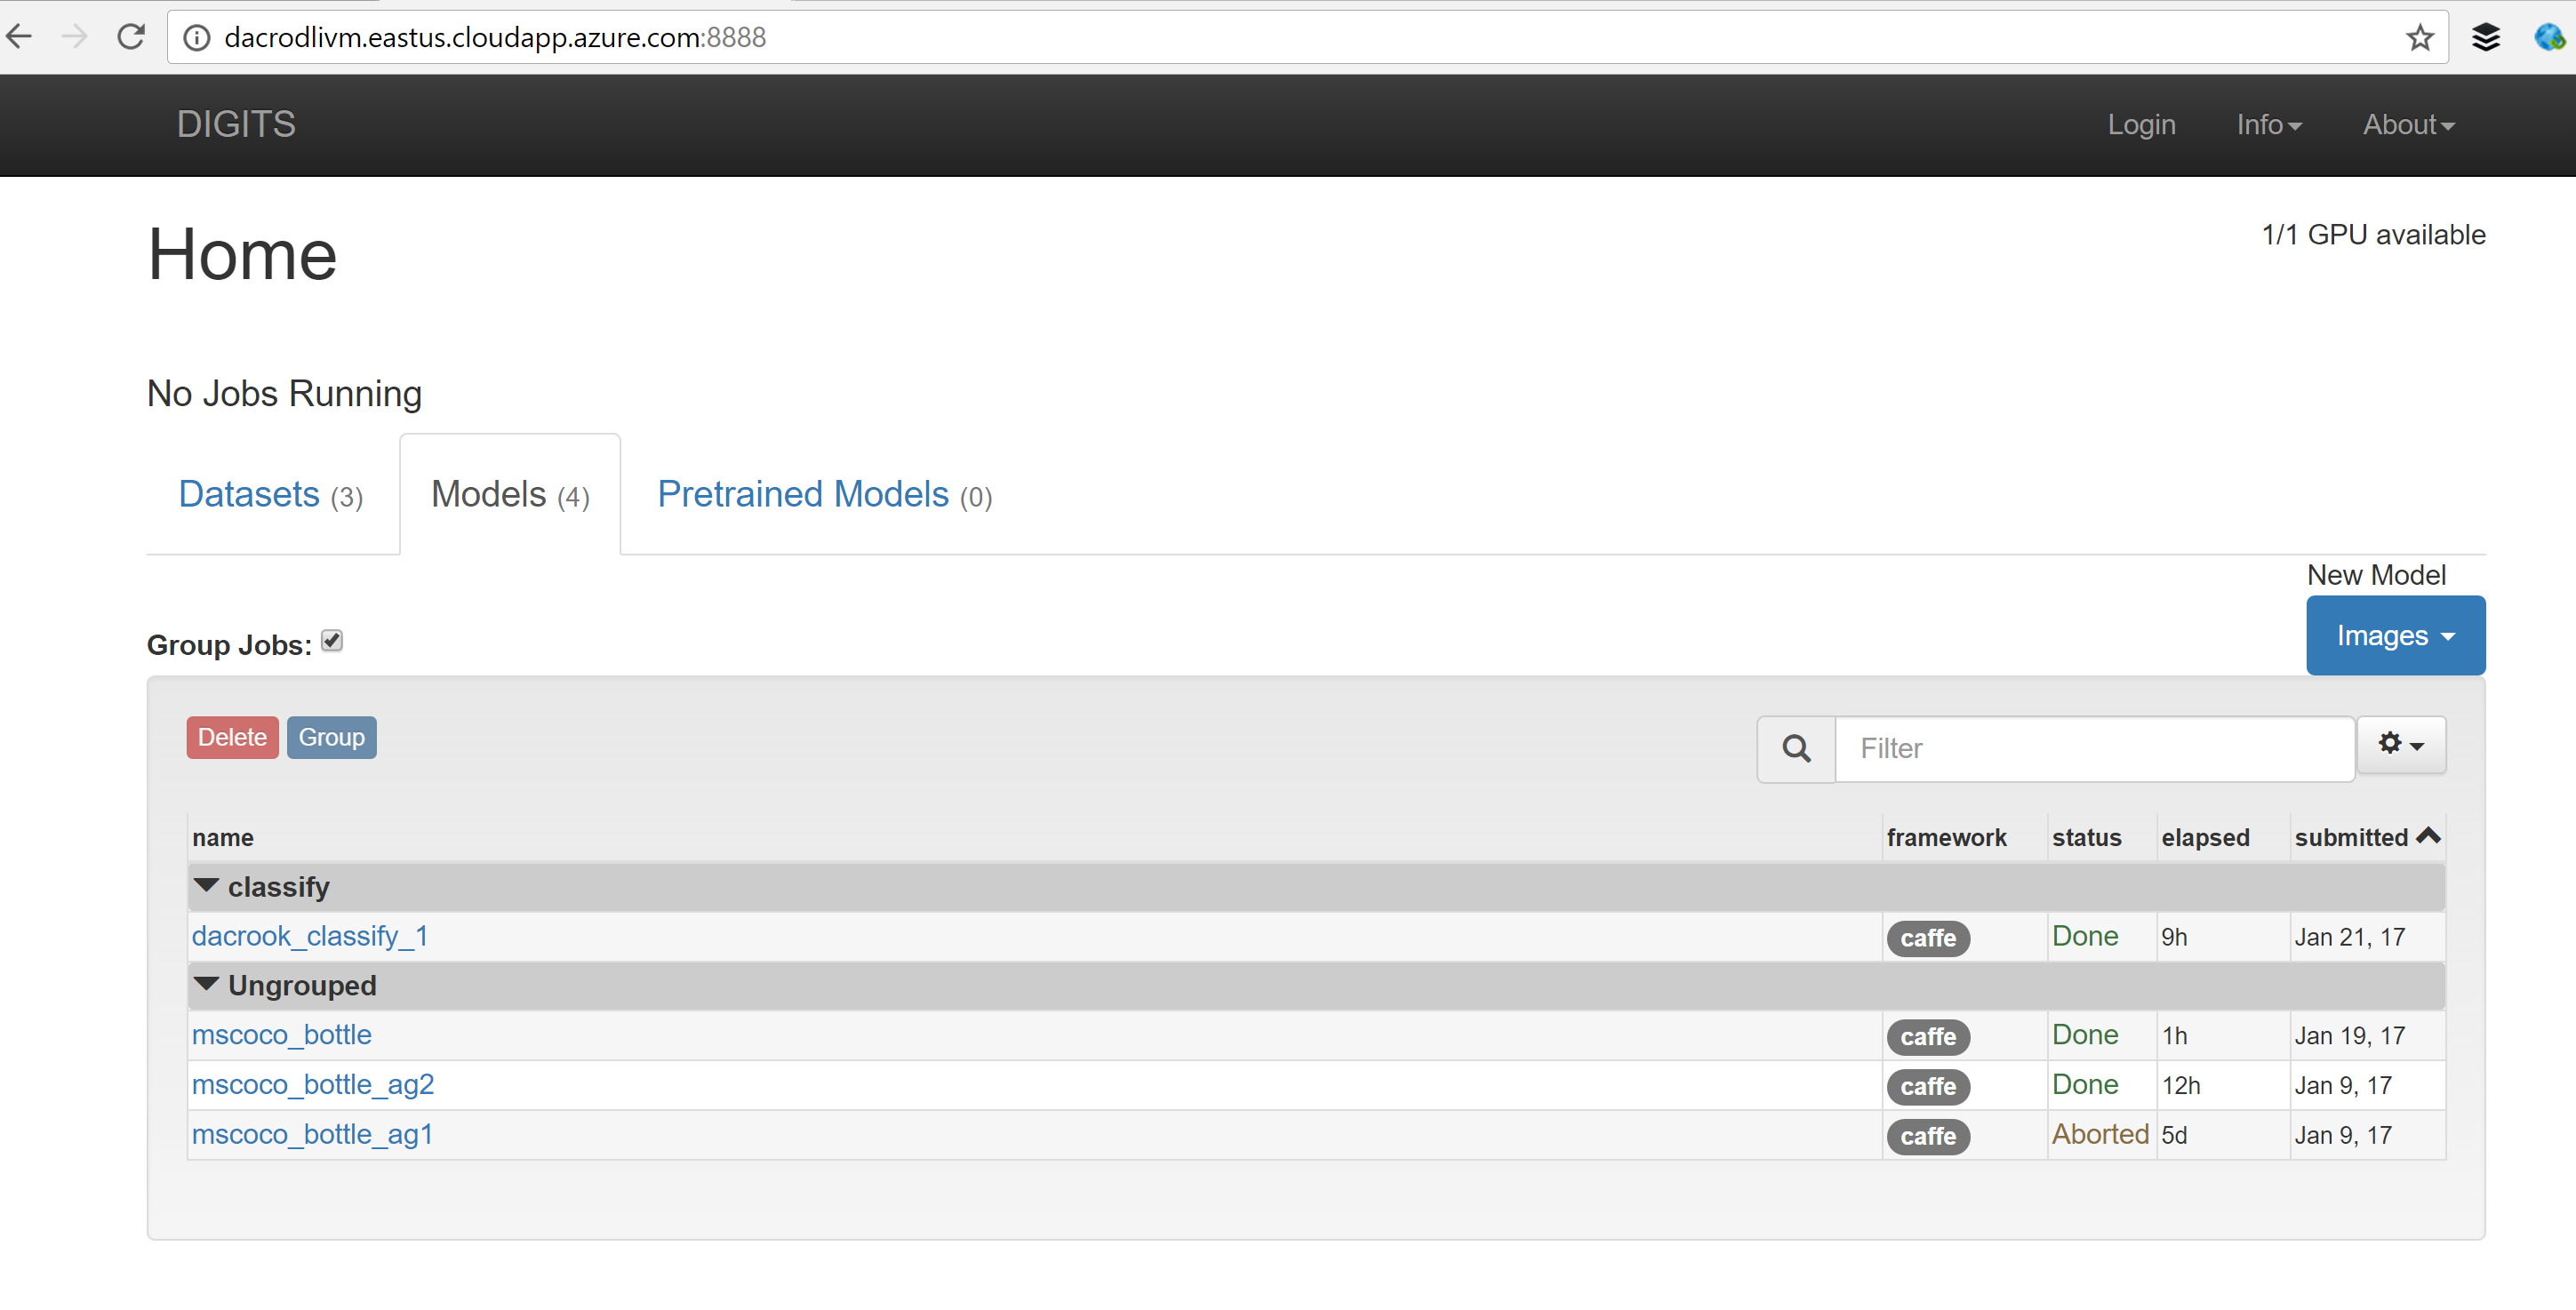 dacrodlivm.eastus.cloudapp.azure.com:8888
DIGITS Login Info About
Home 1/1 GPU available
No Jobs Running
Datasets (3) Models (4) Pretrained Models (0)
New Model
Group Jobs: Images
Delete Group Filter
name framework status elapsed submitted
classify
dacrook_classify_1 caffe Done 9h Jan 21, 17
Ungrouped
mscoco_bottle caffe Done 1h Jan 19, 17
mscoco_bottle_ag2 caffe Done 12h Jan 9, 17
mscoco_bottle_ag1 caffe Aborted 5d Jan 9, 17